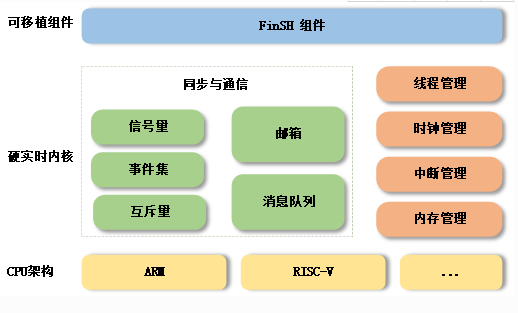 可移植组件
FinSH 组件
硬实时内核
同步与通信
信号量
事件集
互斥量
邮箱
消息队列
线程管理
时钟管理
中断管理
内存管理
CPU架构
ARM
RISC-V
...